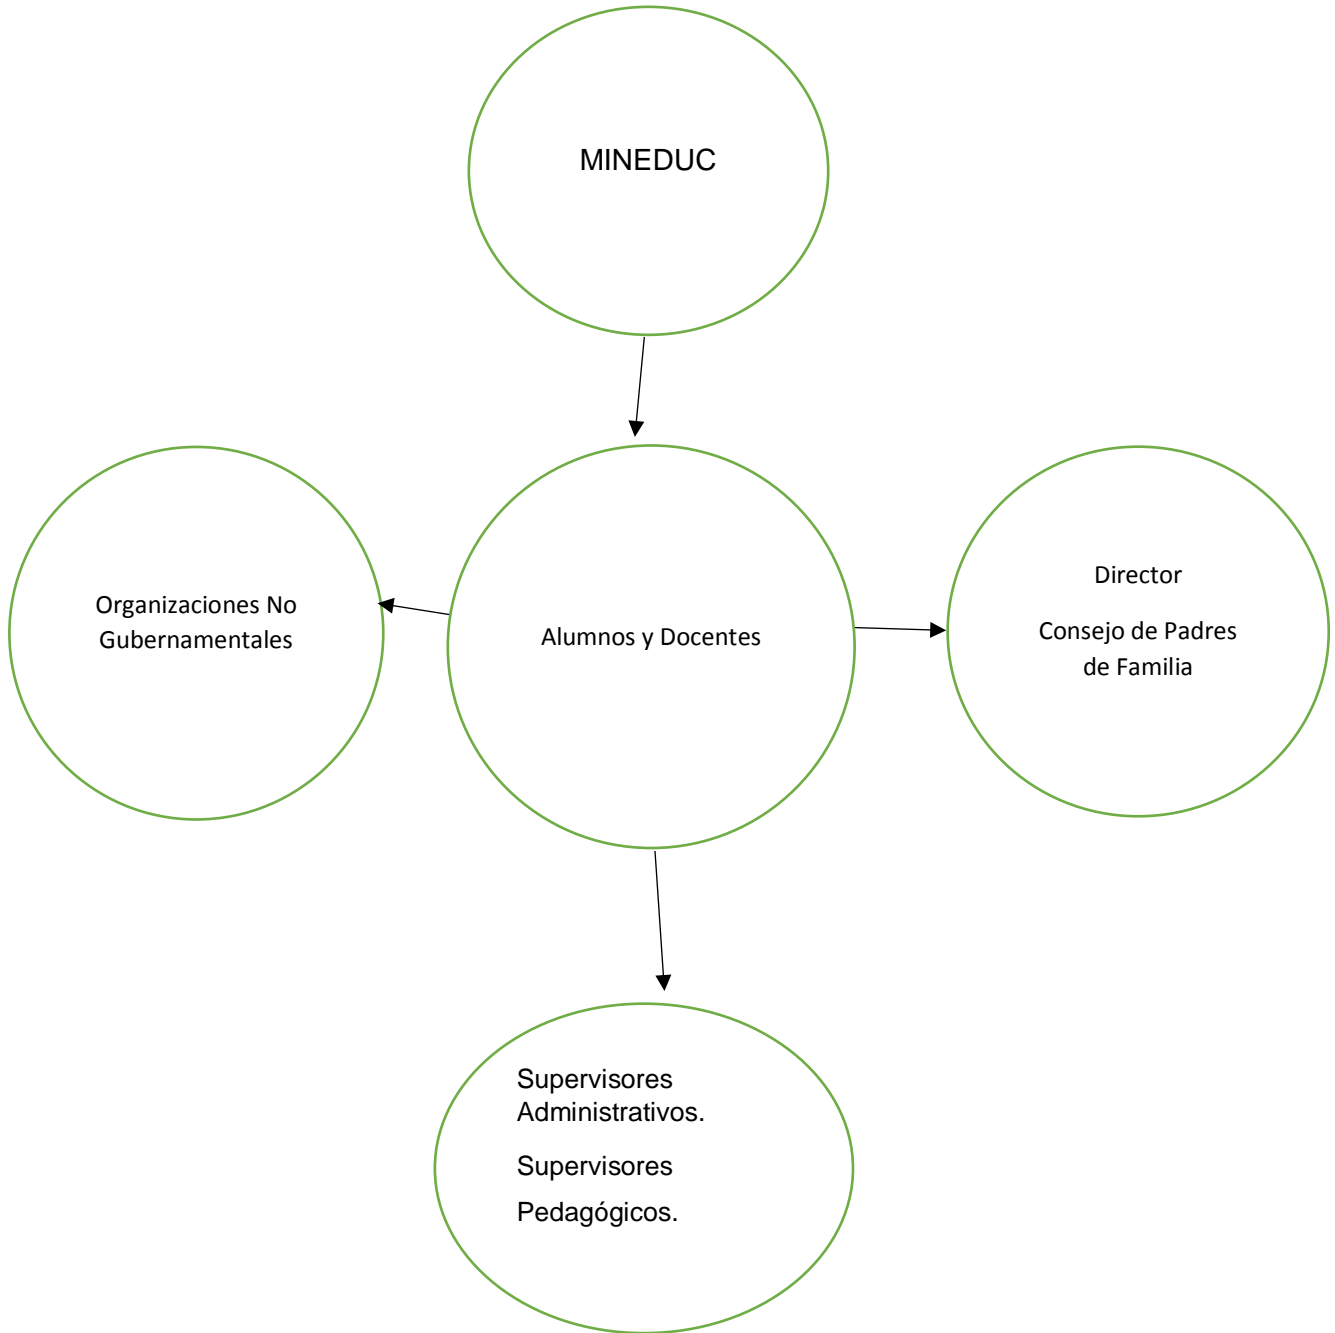 MINEDUC
Organizaciones No
Gubernamentales
Alumnos y Docentes
Director
Consejo de Padres
de Familia
Supervisores
Administrativos.
Supervisores
Pedagógicos.